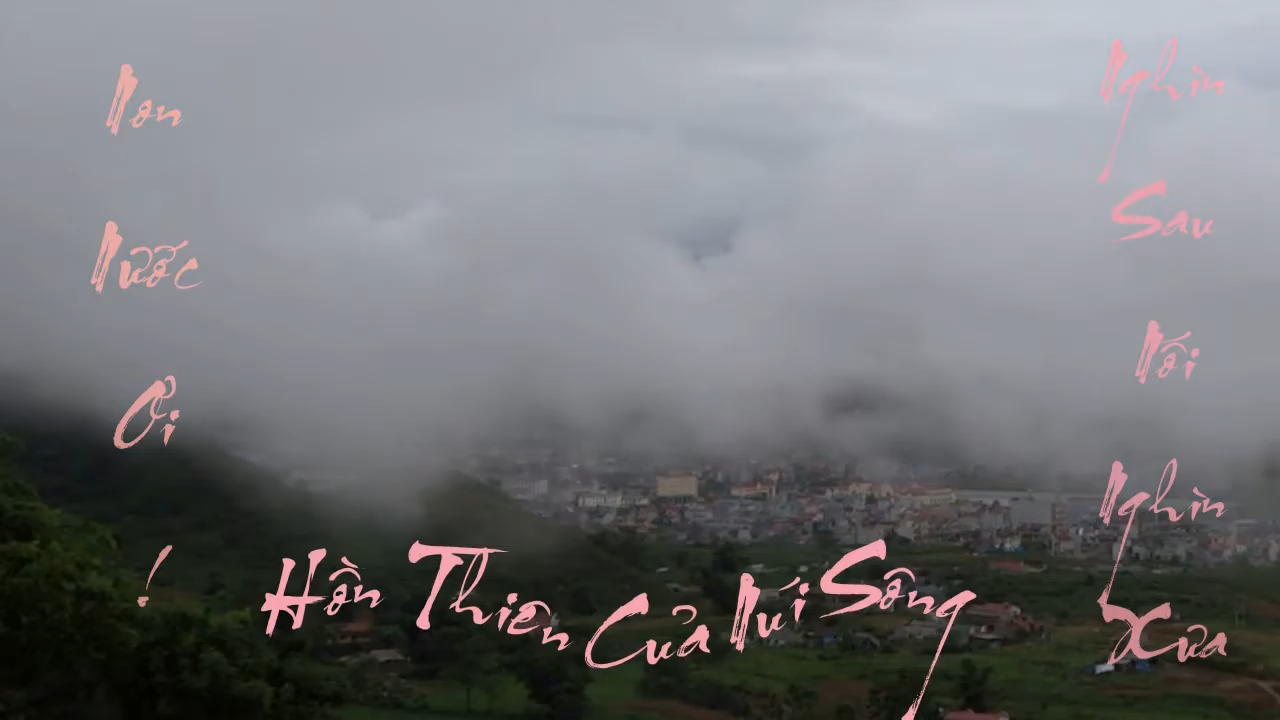 Non
Nước
Ơi
!
Hồn Thiên Của Núi Sông
Nghìn
Sau
Nối
Nghìn
Xưa